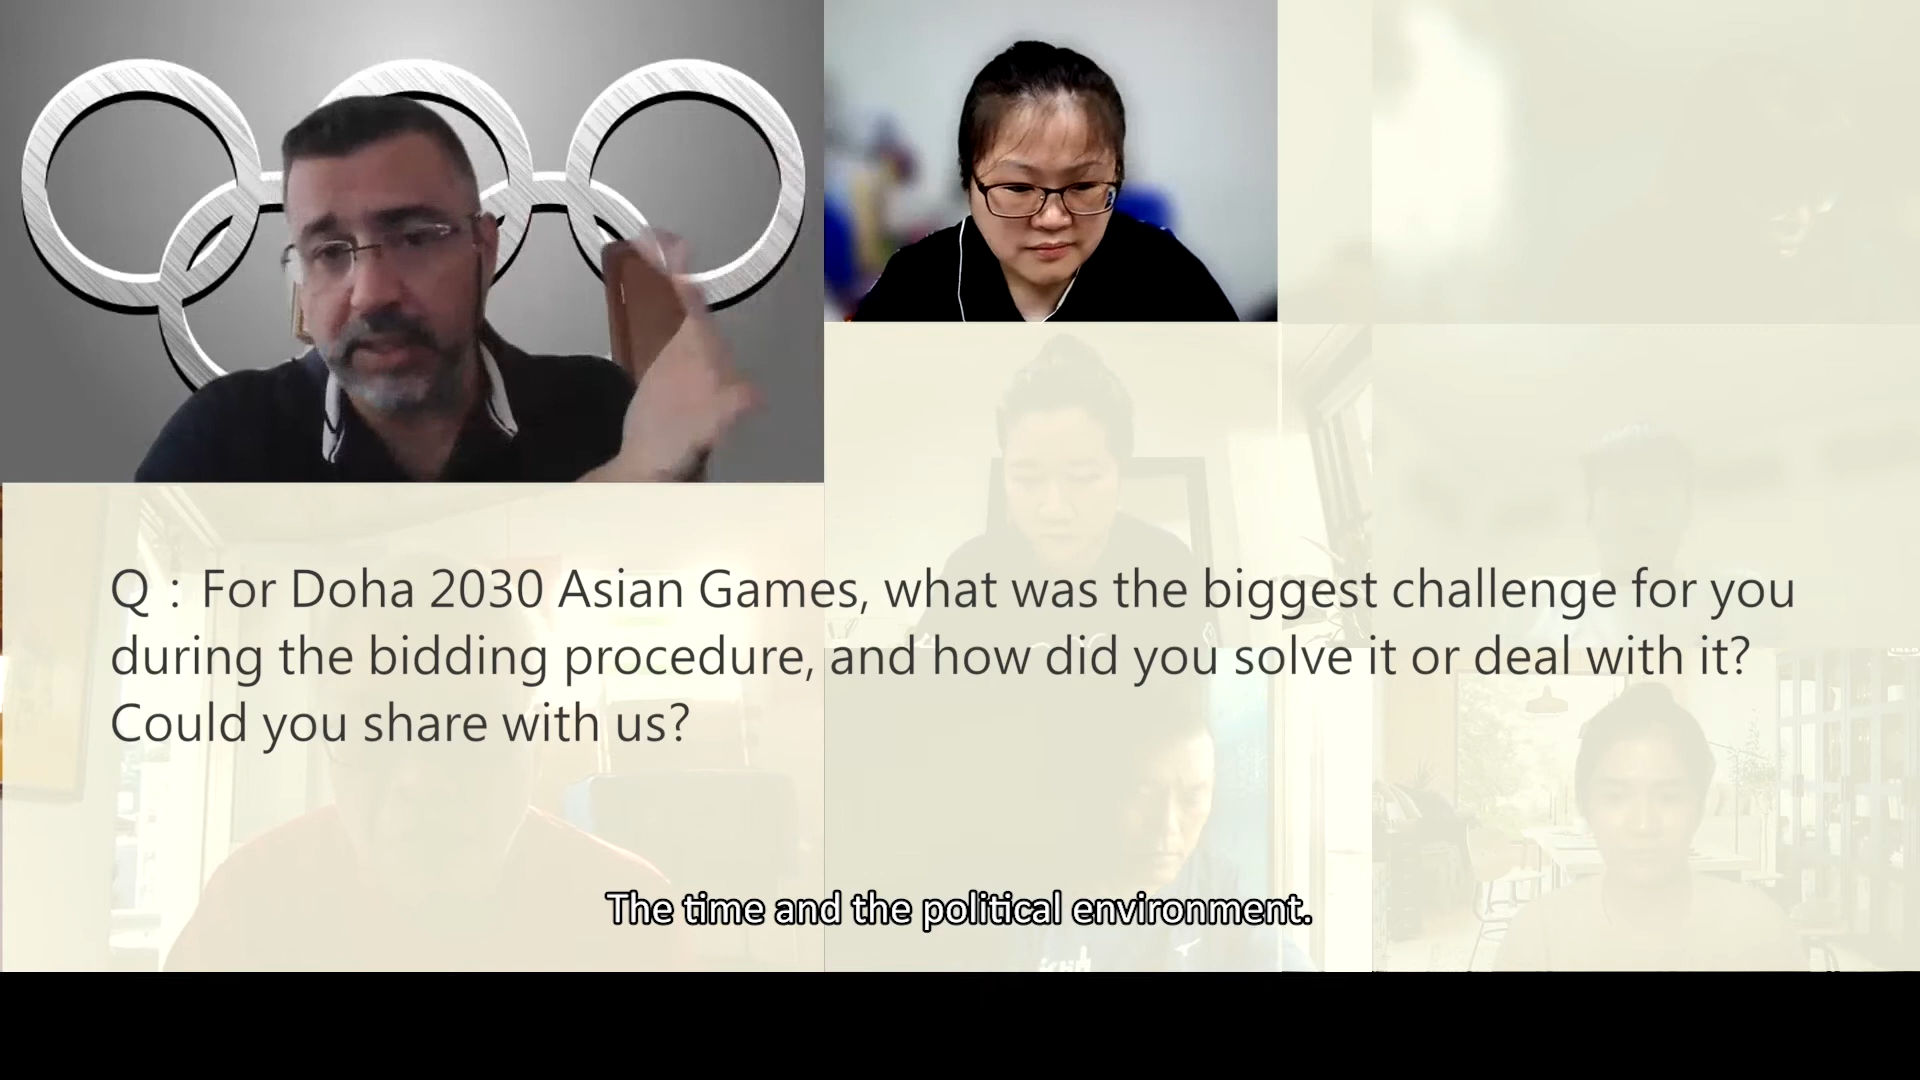 Q : For Doha 2030 Asian Games, what was the biggest challenge for you
during the bidding procedure, and how did you solve it or deal with it?
Could you share with us?
The time and the political environment.